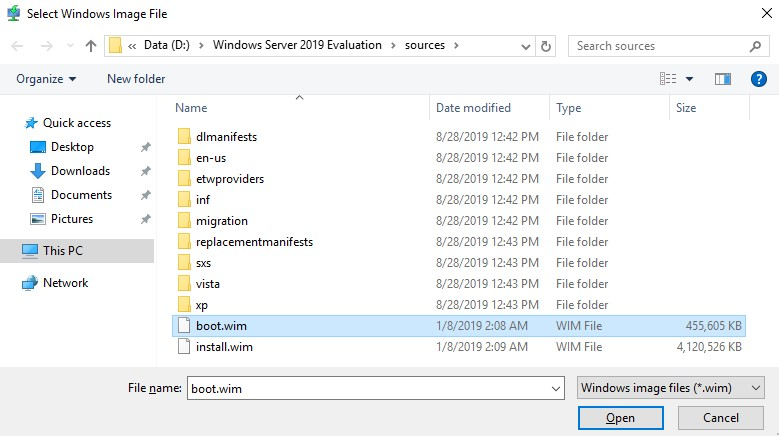 Select Windows Image File
« Data (D:) > Windows Server 2019 Evaluation > sources >
Search sources
Organize New folder
Name Date modified Type Size
Quick access
Desktop
Downloads
Documents
Pictures
This PC
Network
dlmanifests 8/28/2019 12:42 PM File folder
en-us 8/28/2019 12:42 PM File folder
etwproviders 8/28/2019 12:42 PM File folder
inf 8/28/2019 12:42 PM File folder
migration 8/28/2019 12:42 PM File folder
replacementmanifests 8/28/2019 12:43 PM File folder
sxs 8/28/2019 12:43 PM File folder
vista 8/28/2019 12:43 PM File folder
xp 8/28/2019 12:43 PM File folder
boot.wim 1/8/2019 2:08 AM WIM File 455,605 KB
install.wim 1/8/2019 2:09 AM WIM File 4,120,526 KB
File name: boot.wim Windows image files (*.wim)
Open Cancel